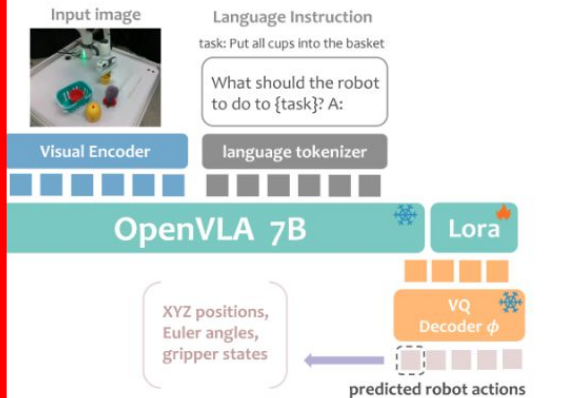 Input image
Language Instruction
task: Put all cups into the basket
What should the robot
to do to {task}? A:
Visual Encoder
language tokenizer
OpenVLA 7B
Lora
VQ
Decoder ϕ
XYZ positions,
Euler angles,
gripper states
predicted robot actions